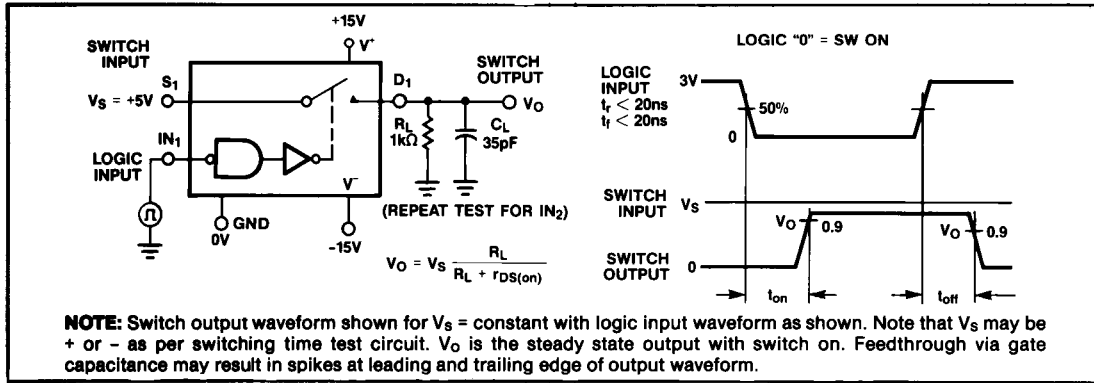 +15V
V+
SWITCH
INPUT
S1
VS = +5V
IN1
LOGIC
INPUT
GND
0V
V−
-15V
D1
SWITCH
OUTPUT
VO
RL
1kΩ
CL
35pF
(REPEAT TEST FOR IN2)
VO = VS RL
RL + rDS(on)
LOGIC “0” = SW ON
LOGIC
INPUT
tr < 20ns
tf < 20ns
3V
50%
0
SWITCH
INPUT
VS
VO 0.9
VO 0.9
SWITCH
OUTPUT
0
ton
toff
NOTE: Switch output waveform shown for VS = constant with logic input waveform as shown. Note that VS may be
+ or – as per switching time test circuit. VO is the steady state output with switch on. Feedthrough via gate
capacitance may result in spikes at leading and trailing edge of output waveform.